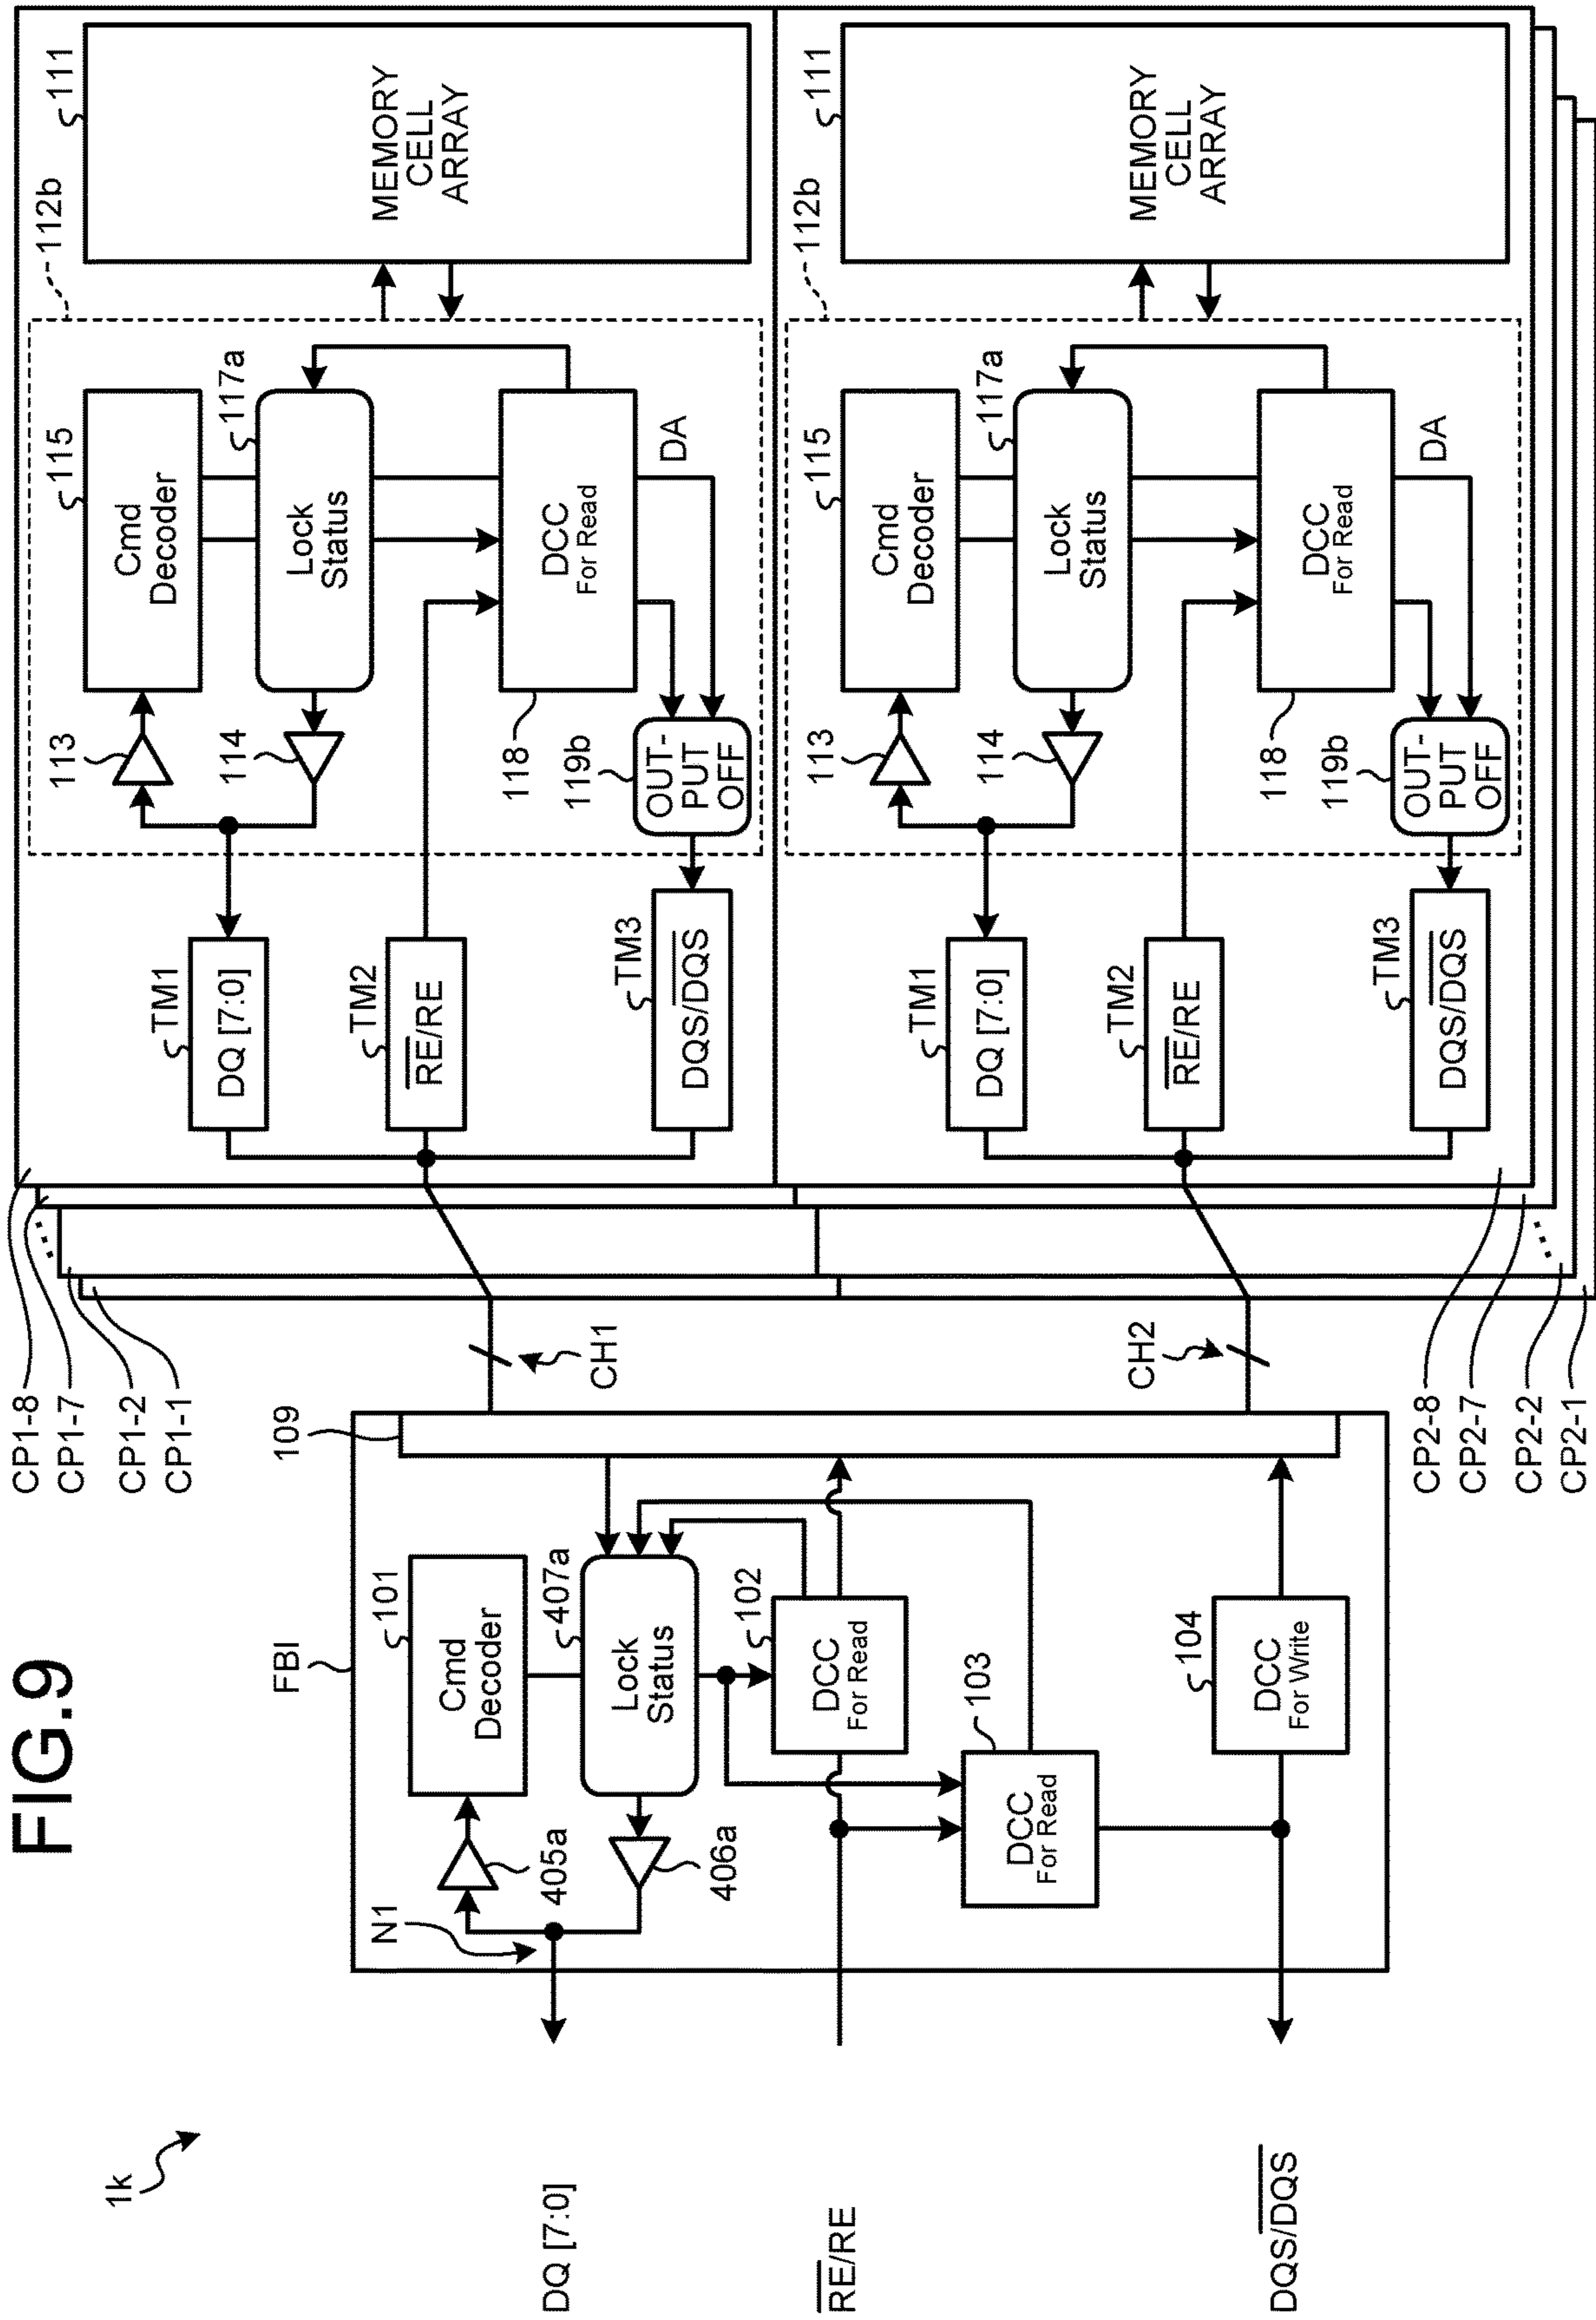 FIG.9
1k
DQ [7:0]
RE/RE
DQS/DQS
FBI
N1
405a
406a
101
Cmd
Decoder
407a
Lock
Status
102
DCC
For Read
103
DCC
For Read
104
DCC
For Write
109
CH1
CH2
CP1-8
CP1-7
CP1-2
CP1-1
CP2-8
CP2-7
CP2-2
CP2-1
TM1
DQ [7:0]
TM2
RE/RE
TM3
DQS/DQS
112b
113
114
115
Cmd
Decoder
117a
Lock
Status
118
DCC
For Read
DA
119b
OUT-
PUT
OFF
111
MEMORY
CELL
ARRAY
TM1
DQ [7:0]
TM2
RE/RE
TM3
DQS/DQS
112b
113
114
115
Cmd
Decoder
117a
Lock
Status
118
DCC
For Read
DA
119b
OUT-
PUT
OFF
111
MEMORY
CELL
ARRAY